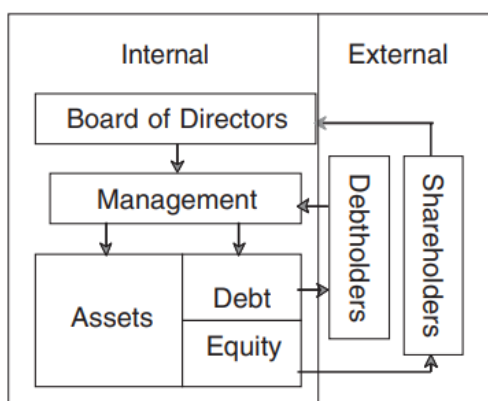 Internal
External
Board of Directors
Management
Debtholders
Shareholders
Assets
Debt
Equity